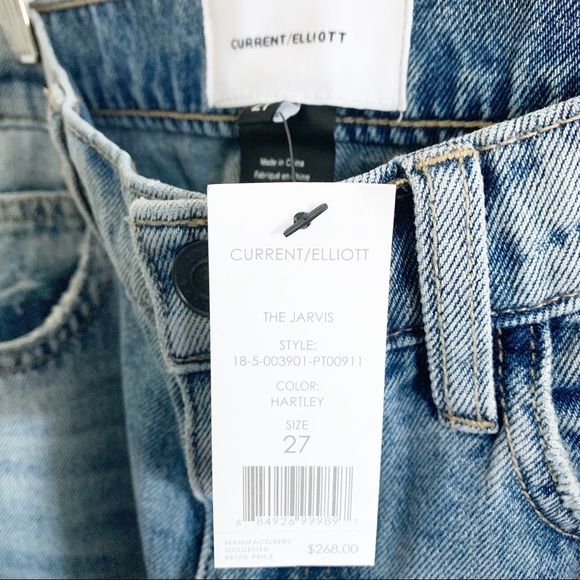 CURRENT/ELLIOTT
27
Made in China
Fabriqué en Chine
CURRENT/ELLIOTT
THE JARVIS
STYLE:
18-5-003901-PT00911
COLOR:
HARTLEY
SIZE
27
8 84926 99989 7
MANUFACTURERS
SUGGESTED
RETAIL PRICE
$268.00